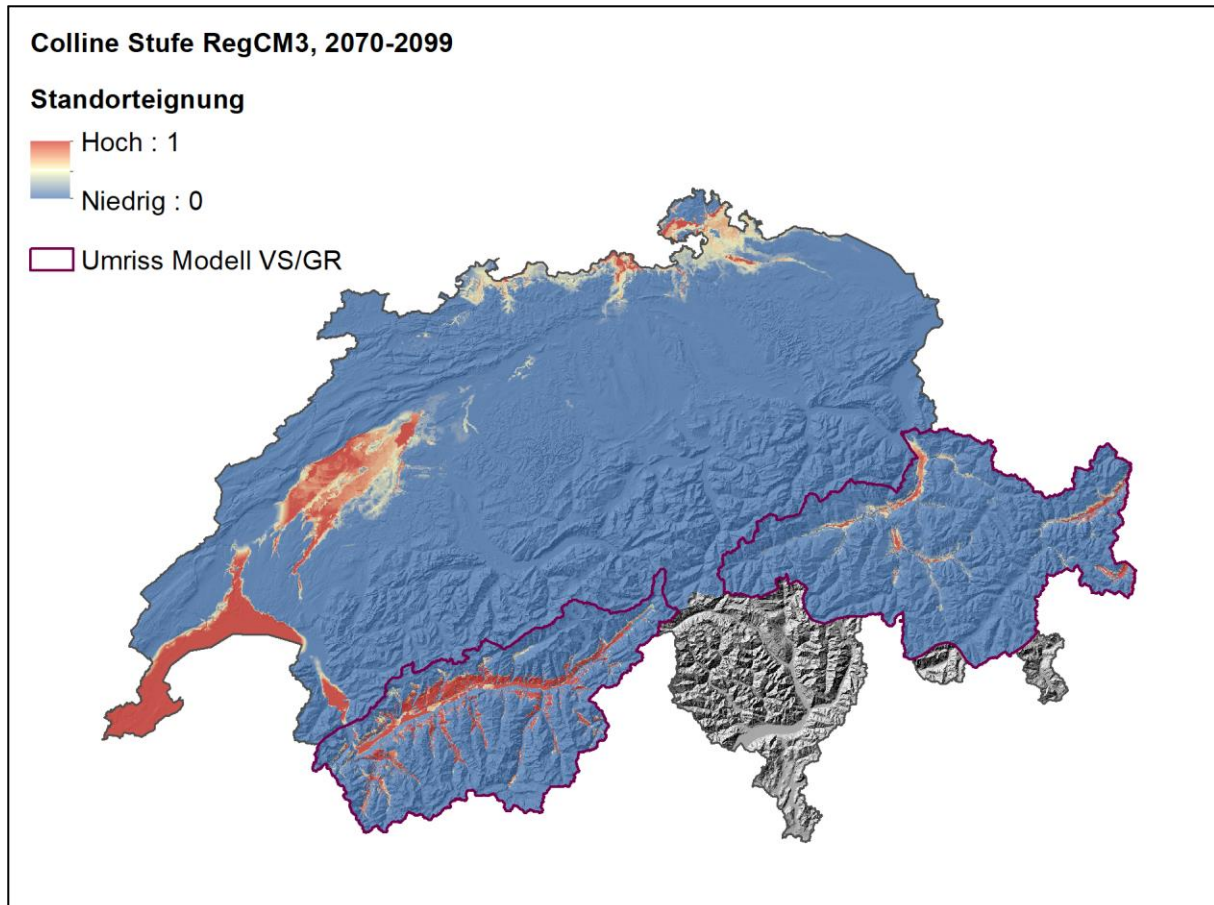 Colline Stufe RegCM3, 2070-2099
Standorteignung
Hoch : 1
Niedrig : 0
Umriss Modell VS/GR